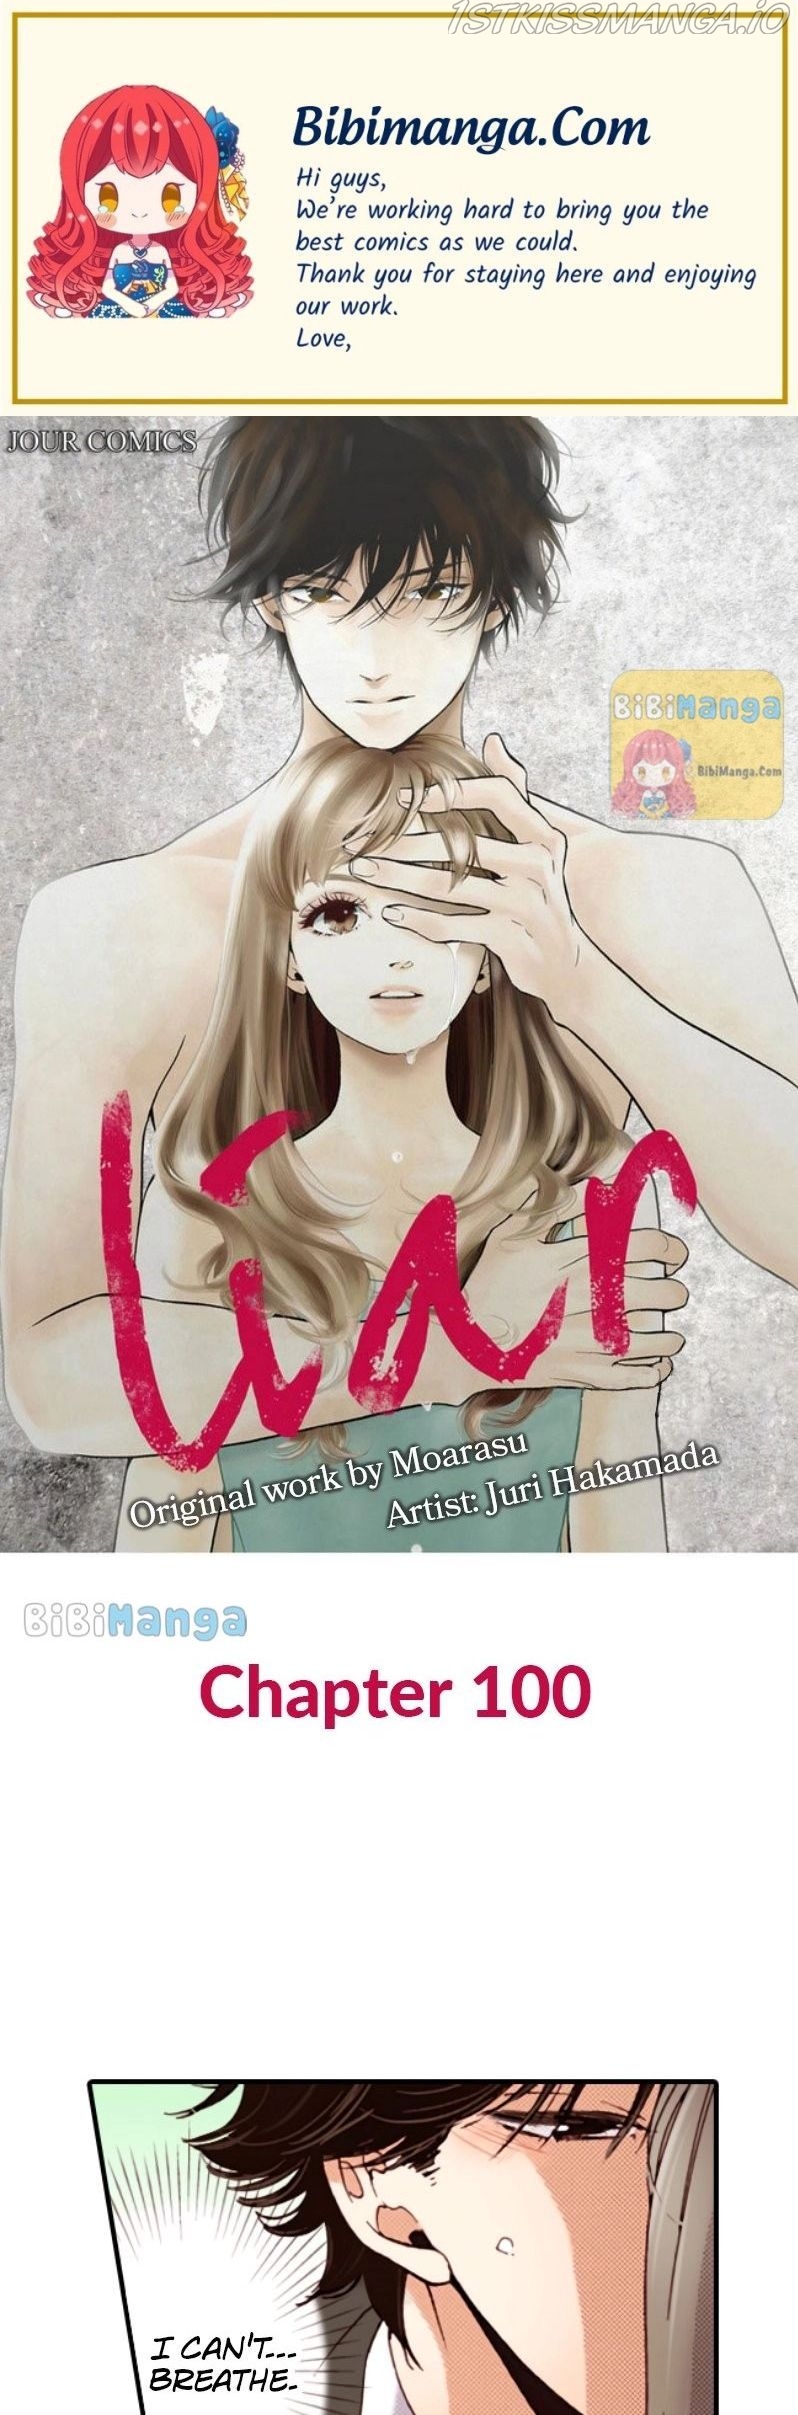 1STKISSMANGA.iO
Bibimanga.Com
Hi guys,
We're working hard to bring you the
best comics as we could.
Thank you for staying here and enjoying
our work.
Love,
JOUR COMICS
BiBiManga
BibiManga.Com
liar
Original work by Moarasu
Artist: Juri Hakamada
BiBiManga
Chapter 100
I CAN'T...
BREATHE.